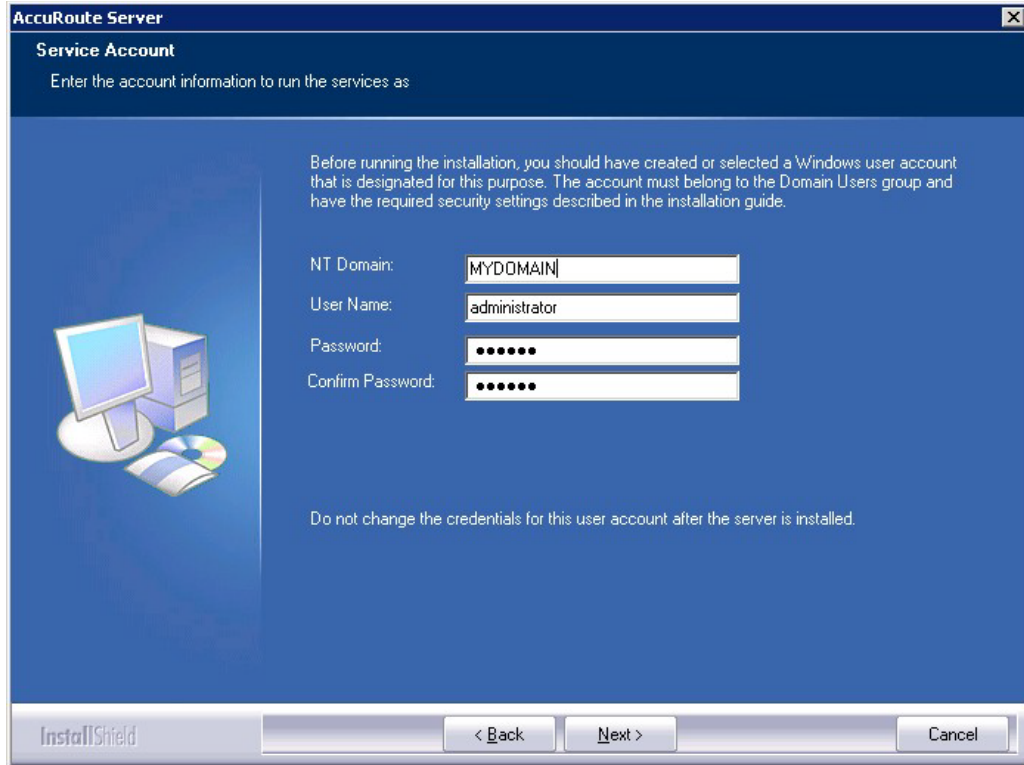 AccuRoute Server
Service Account
Enter the account information to run the services as
Before running the installation, you should have created or selected a Windows user account
that is designated for this purpose. The account must belong to the Domain Users group and
have the required security settings described in the installation guide.
NT Domain: MYDOMAIN
User Name: administrator
Password: ●●●●●●
Confirm Password: ●●●●●●
Do not change the credentials for this user account after the server is installed.
InstallShield
< Back Next > Cancel